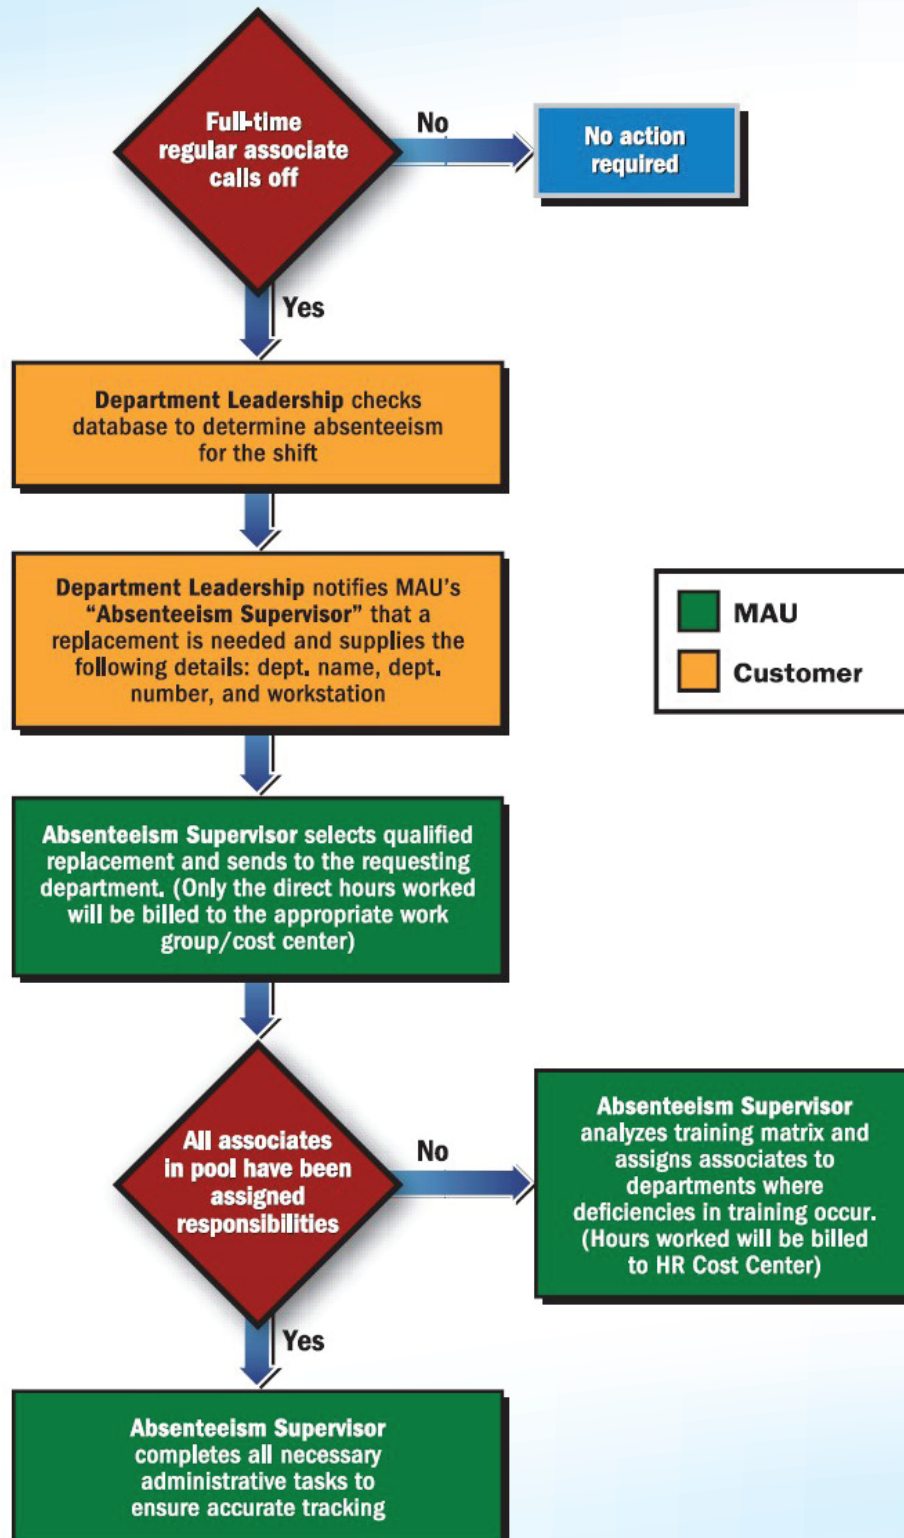 Full-time
regular associate
calls off
No
No action
required
Yes
Department Leadership checks
database to determine absenteeism
for the shift
Department Leadership notifies MAU's
“Absenteeism Supervisor” that a
replacement is needed and supplies the
following details: dept. name, dept.
number, and workstation
MAU
Customer
Absenteeism Supervisor selects qualified
replacement and sends to the requesting
department. (Only the direct hours worked
will be billed to the appropriate work
group/cost center)
All associates
in pool have been
assigned
responsibilities
No
Absenteeism Supervisor
analyzes training matrix and
assigns associates to
departments where
deficiencies in training occur.
(Hours worked will be billed
to HR Cost Center)
Yes
Absenteeism Supervisor
completes all necessary
administrative tasks to
ensure accurate tracking